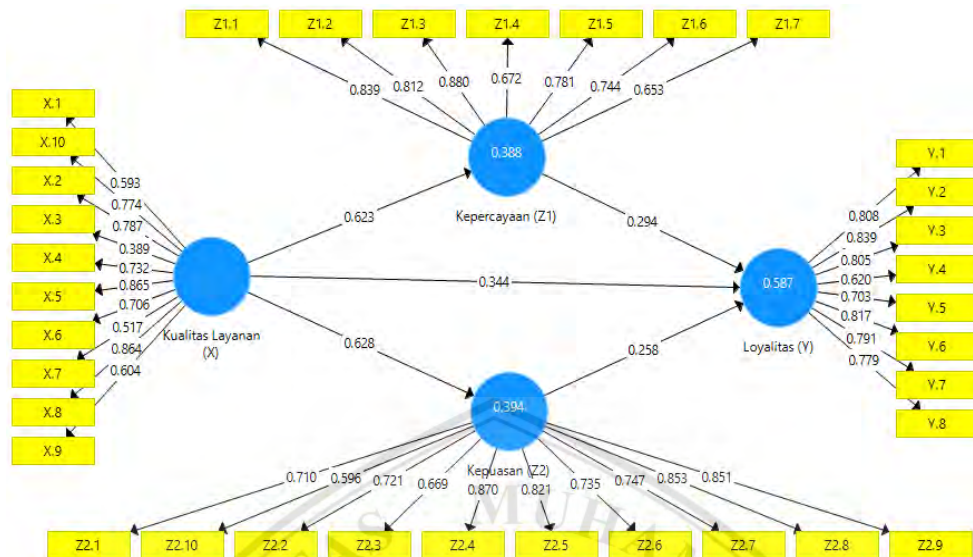 Z1.1 Z1.2 Z1.3 Z1.4 Z1.5 Z1.6 Z1.7
0.839 0.812 0.880 0.672 0.781 0.744 0.653
X.1
X.10
X.2
X.3
X.4
X.5
X.6
X.7
X.8
X.9
0.593
0.774
0.787
0.389
0.732
0.865
0.706
0.517
0.864
0.604
Kualitas Layanan
(X)
0.388
Kepercayaan (Z1)
0.623
0.294
0.344
0.628
0.258
0.587
Loyalitas (Y)
0.808
0.839
0.805
0.620
0.703
0.817
0.791
0.779
Y.1
Y.2
Y.3
Y.4
Y.5
Y.6
Y.7
Y.8
0.394
Kepuasan (Z2)
0.710 0.596 0.721 0.669 0.870 0.821 0.735 0.747 0.853 0.851
S MUHA
Z2.1 Z2.10 Z2.2 Z2.3 Z2.4 Z2.5 Z2.6 Z2.7 Z2.8 Z2.9